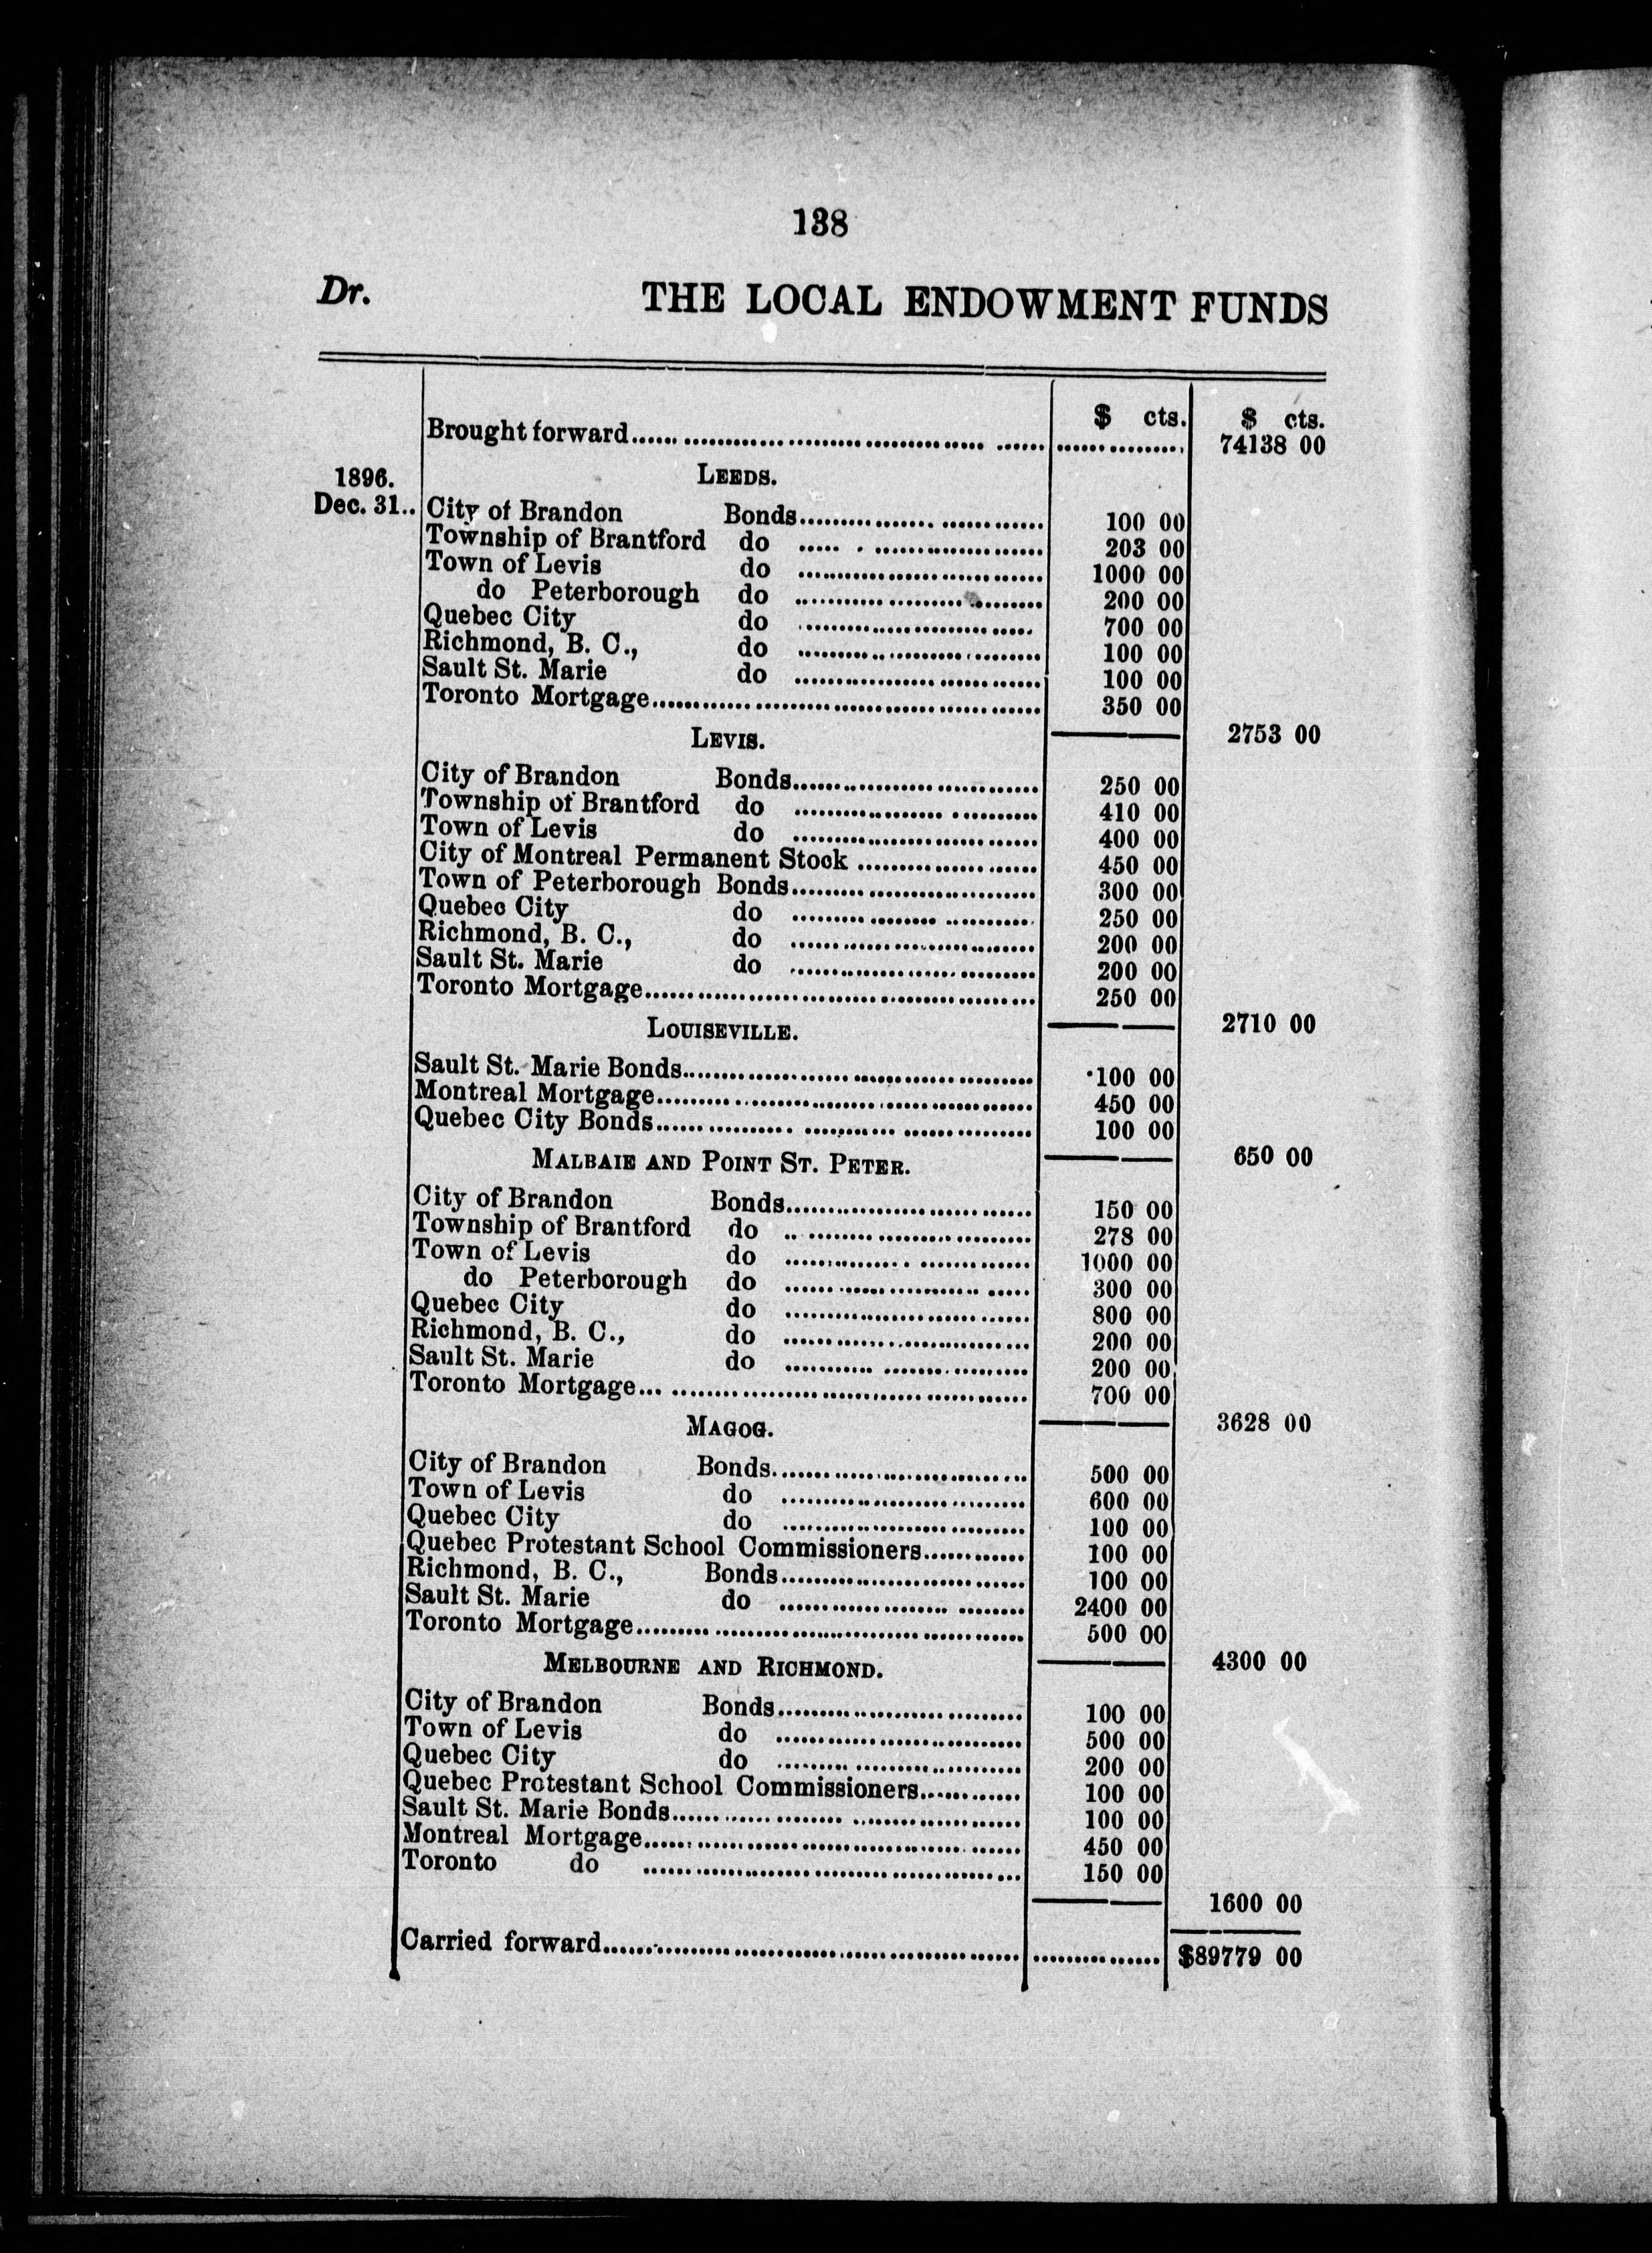 138
Dr. THE LOCAL ENDOWMENT FUNDS
$ cts. $ cts.
Brought forward 74138 00
1896. LEEDS.
Dec. 31.. City of Brandon Bonds 100 00
Township of Brantford do 203 00
Town of Levis do 1000 00
do Peterborough do 200 00
Quebec City do 700 00
Richmond, B. C., do 100 00
Sault St. Marie do 100 00
Toronto Mortgage 350 00
2753 00
LEVIS.
City of Brandon Bonds 250 00
Township of Brantford do 410 00
Town of Levis do 400 00
City of Montreal Permanent Stock 450 00
Town of Peterborough Bonds 300 00
Quebec City do 250 00
Richmond, B. C., do 200 00
Sault St. Marie do 200 00
Toronto Mortgage 250 00
2710 00
LOUISEVILLE.
Sault St. Marie Bonds 100 00
Montreal Mortgage 450 00
Quebec City Bonds 100 00
650 00
MALBAIE AND POINT ST. PETER.
City of Brandon Bonds 150 00
Township of Brantford do 278 00
Town of Levis do 1000 00
do Peterborough do 300 00
Quebec City do 800 00
Richmond, B. C., do 200 00
Sault St. Marie do 200 00
Toronto Mortgage 700 00
3628 00
MAGOG.
City of Brandon Bonds 500 00
Town of Levis do 600 00
Quebec City do 100 00
Quebec Protestant School Commissioners 100 00
Richmond, B. C., Bonds 100 00
Sault St. Marie do 2400 00
Toronto Mortgage 500 00
4300 00
MELBOURNE AND RICHMOND.
City of Brandon Bonds 100 00
Town of Levis do 500 00
Quebec City do 200 00
Quebec Protestant School Commissioners 100 00
Sault St. Marie Bonds 100 00
Montreal Mortgage 450 00
Toronto do 150 00
1600 00
Carried forward $89779 00